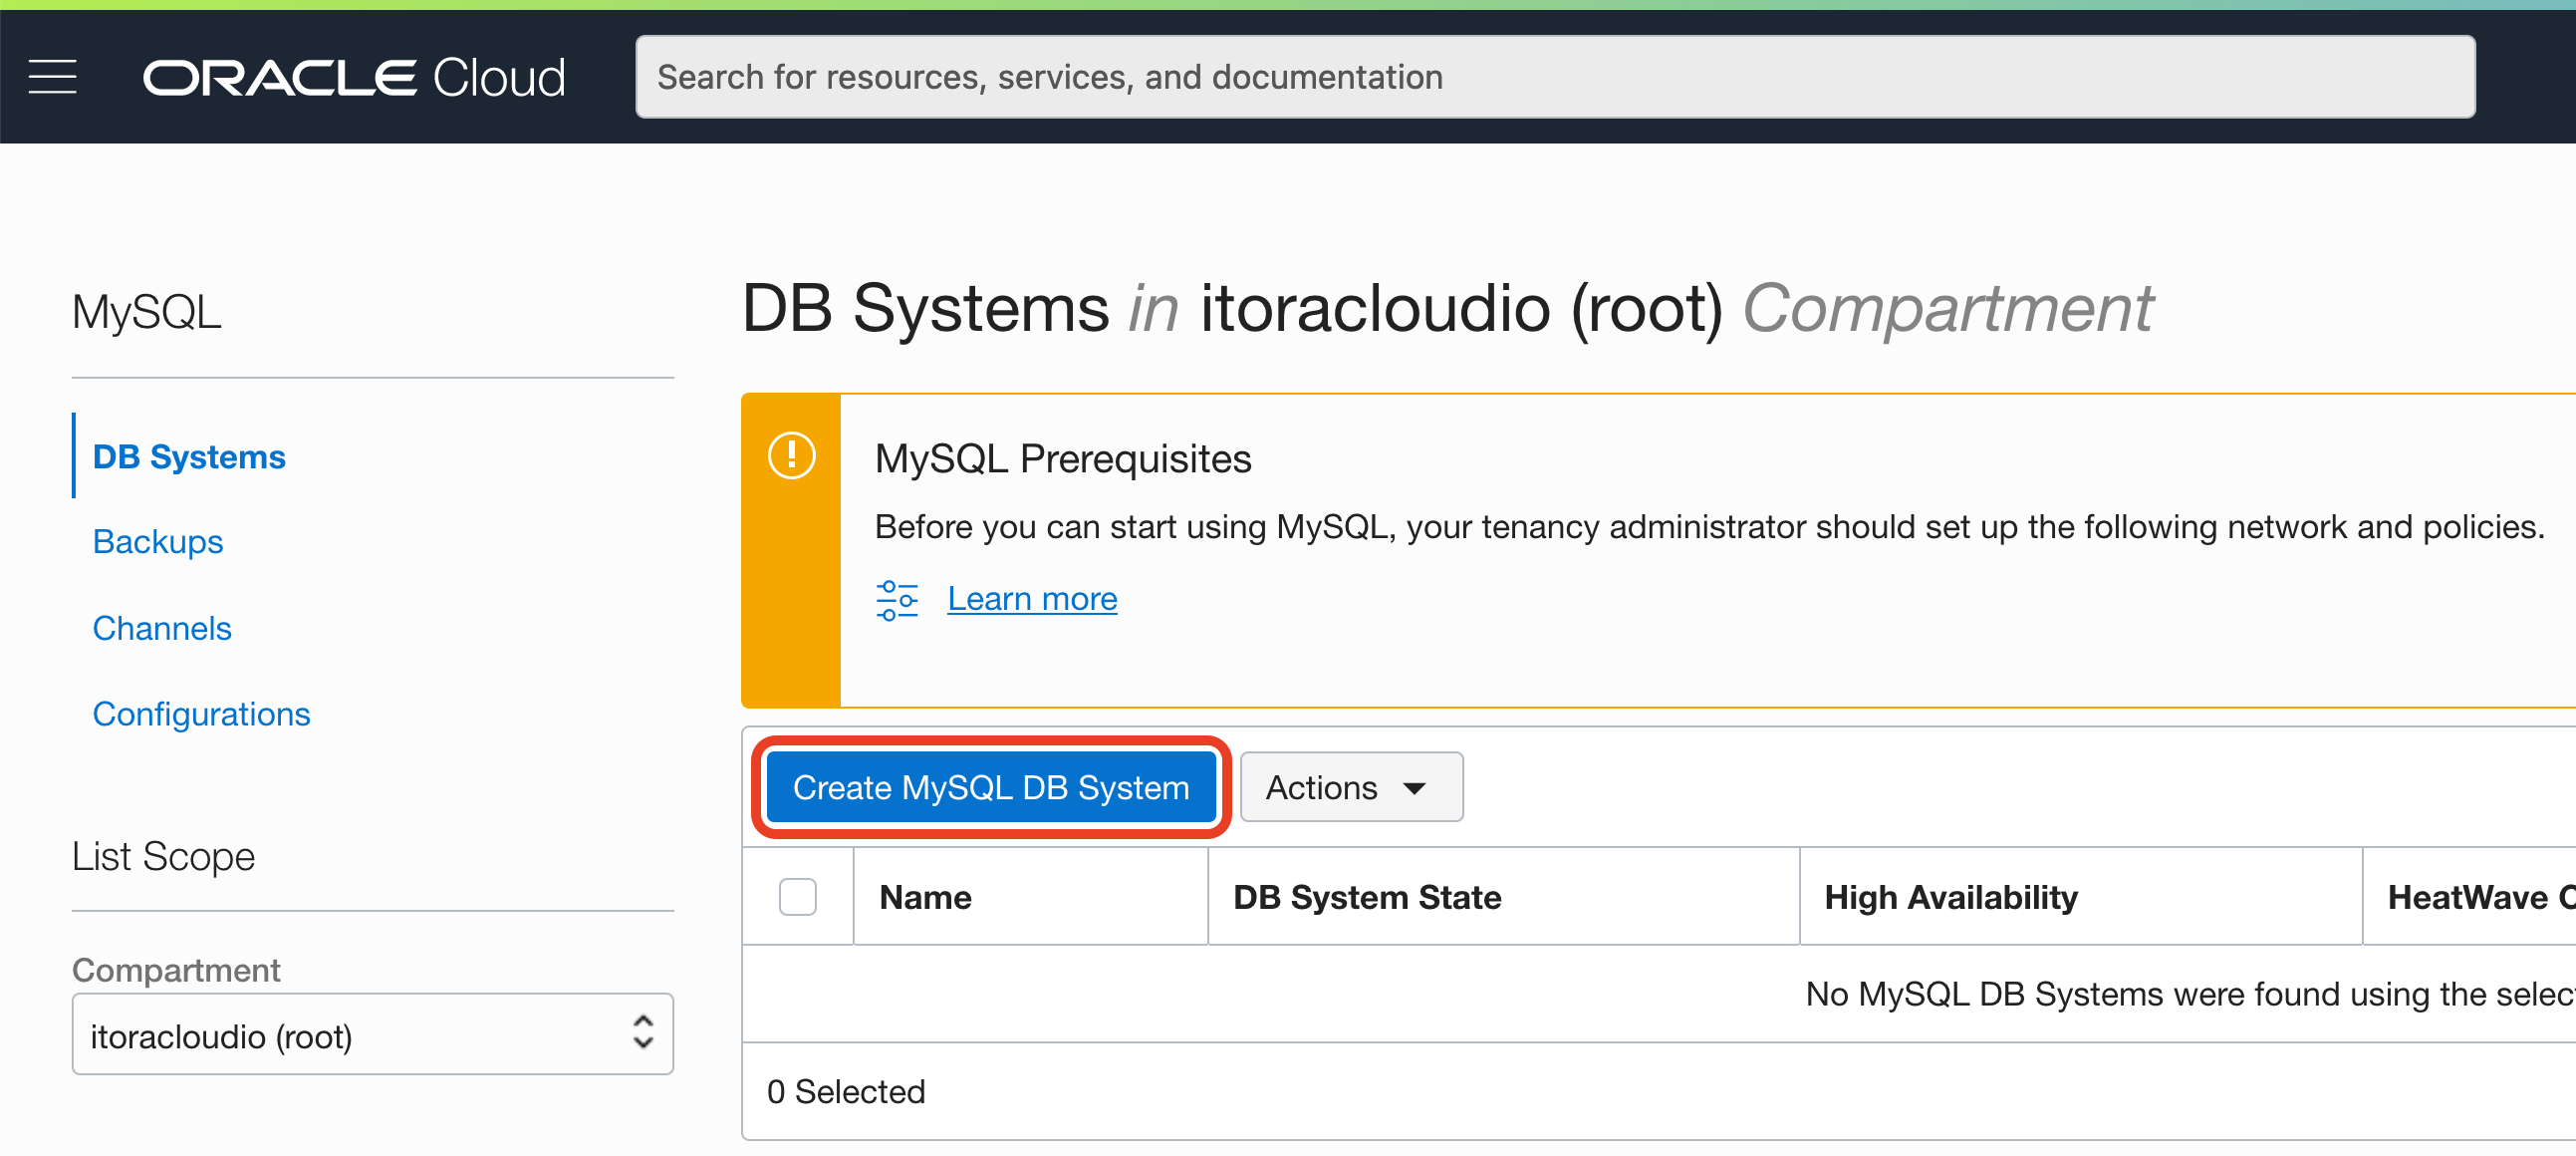 ORACLE Cloud
Search for resources, services, and documentation
MySQL
DB Systems
Backups
Channels
Configurations
List Scope
Compartment
itoracloudio (root)
DB Systems in itoracloudio (root) Compartment
MySQL Prerequisites
Before you can start using MySQL, your tenancy administrator should set up the following network and policies.
Learn more
Create MySQL DB System Actions
Name DB System State High Availability HeatWave
No MySQL DB Systems were found using the
0 Selected